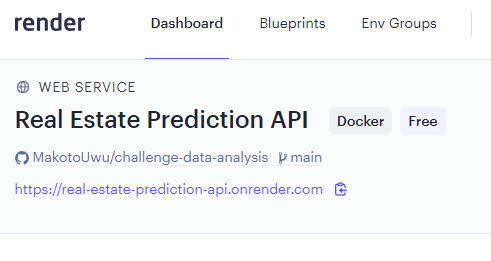 render Dashboard Blueprints Env Groups
WEB SERVICE
Real Estate Prediction API Docker Free
MakotoUwu/challenge-data-analysis main
https://real-estate-prediction-api.onrender.com